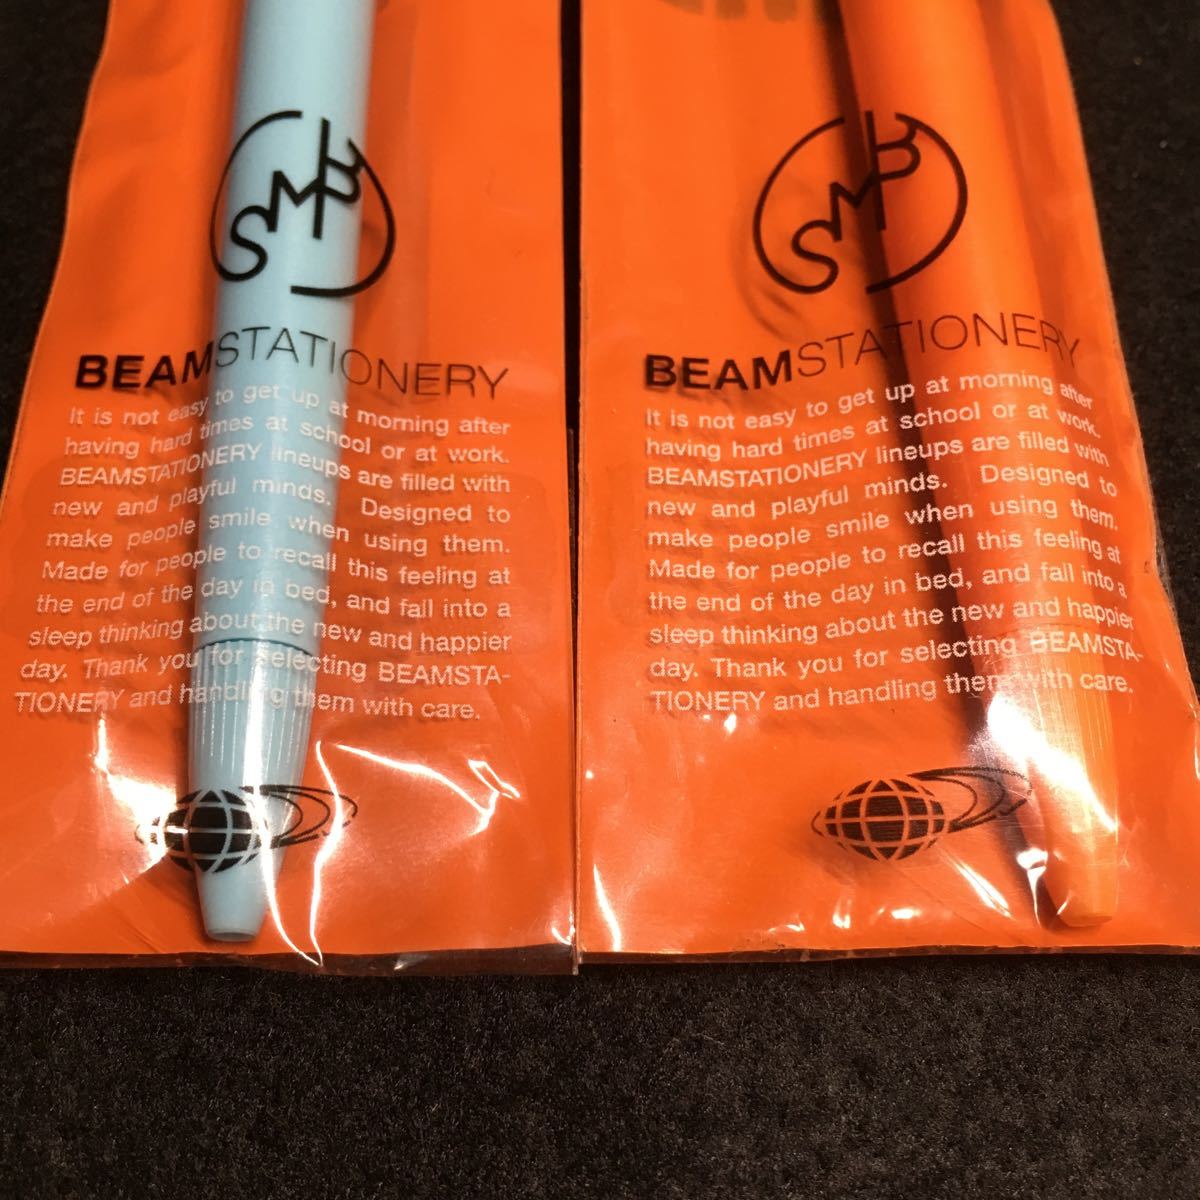 SMR
BEAMSTATIONERY
It is not easy to get up at morning after
having hard times at school or at work.
BEAMSTATIONERY lineups are filled with
new and playful minds. Designed to
make people smile when using them.
Made for people to recall this feeling at
the end of the day in bed, and fall into a
sleep thinking about the new and happier
day. Thank you for selecting BEAMSTA-
TIONERY and handling them with care.
SMR
BEAMSTATIONERY
It is not easy to get up at morning after
having hard times at school or at work.
BEAMSTATIONERY lineups are filled with
new and playful minds. Designed to
make people smile when using them.
Made for people to recall this feeling at
the end of the day in bed, and fall into a
sleep thinking about the new and happier
day. Thank you for selecting BEAMSTA-
TIONERY and handling them with care.